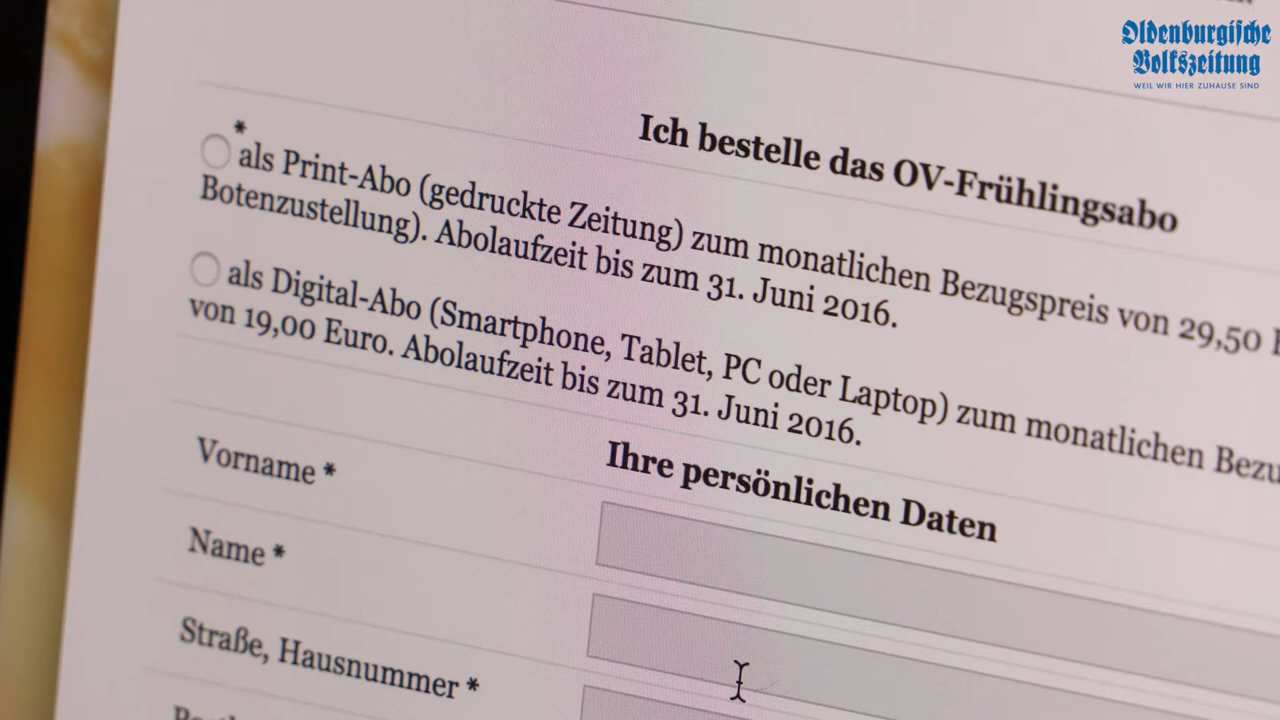 Oldenburgische
Volkszeitung
WEIL WIR HIER ZUHAUSE SIND
Ich bestelle das OV-Frühlingsabo
*
als Print-Abo (gedruckte Zeitung) zum monatlichen Bezugspreis von 29,50
Botenzustellung). Abolaufzeit bis zum 31. Juni 2016.
als Digital-Abo (Smartphone, Tablet, PC oder Laptop) zum monatlichen
von 19,00 Euro. Abolaufzeit bis zum 31. Juni 2016.
Ihre persönlichen Daten
Vorname *
Name *
Straße, Hausnummer *